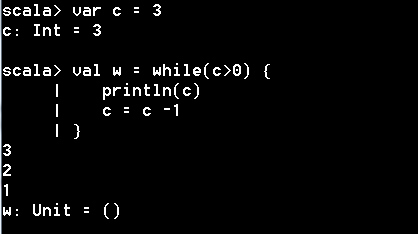 scala> var c = 3
c: Int = 3
scala> val w = while(c>0) {
| println(c)
| c = c -1
| }
3
2
1
w: Unit = ()